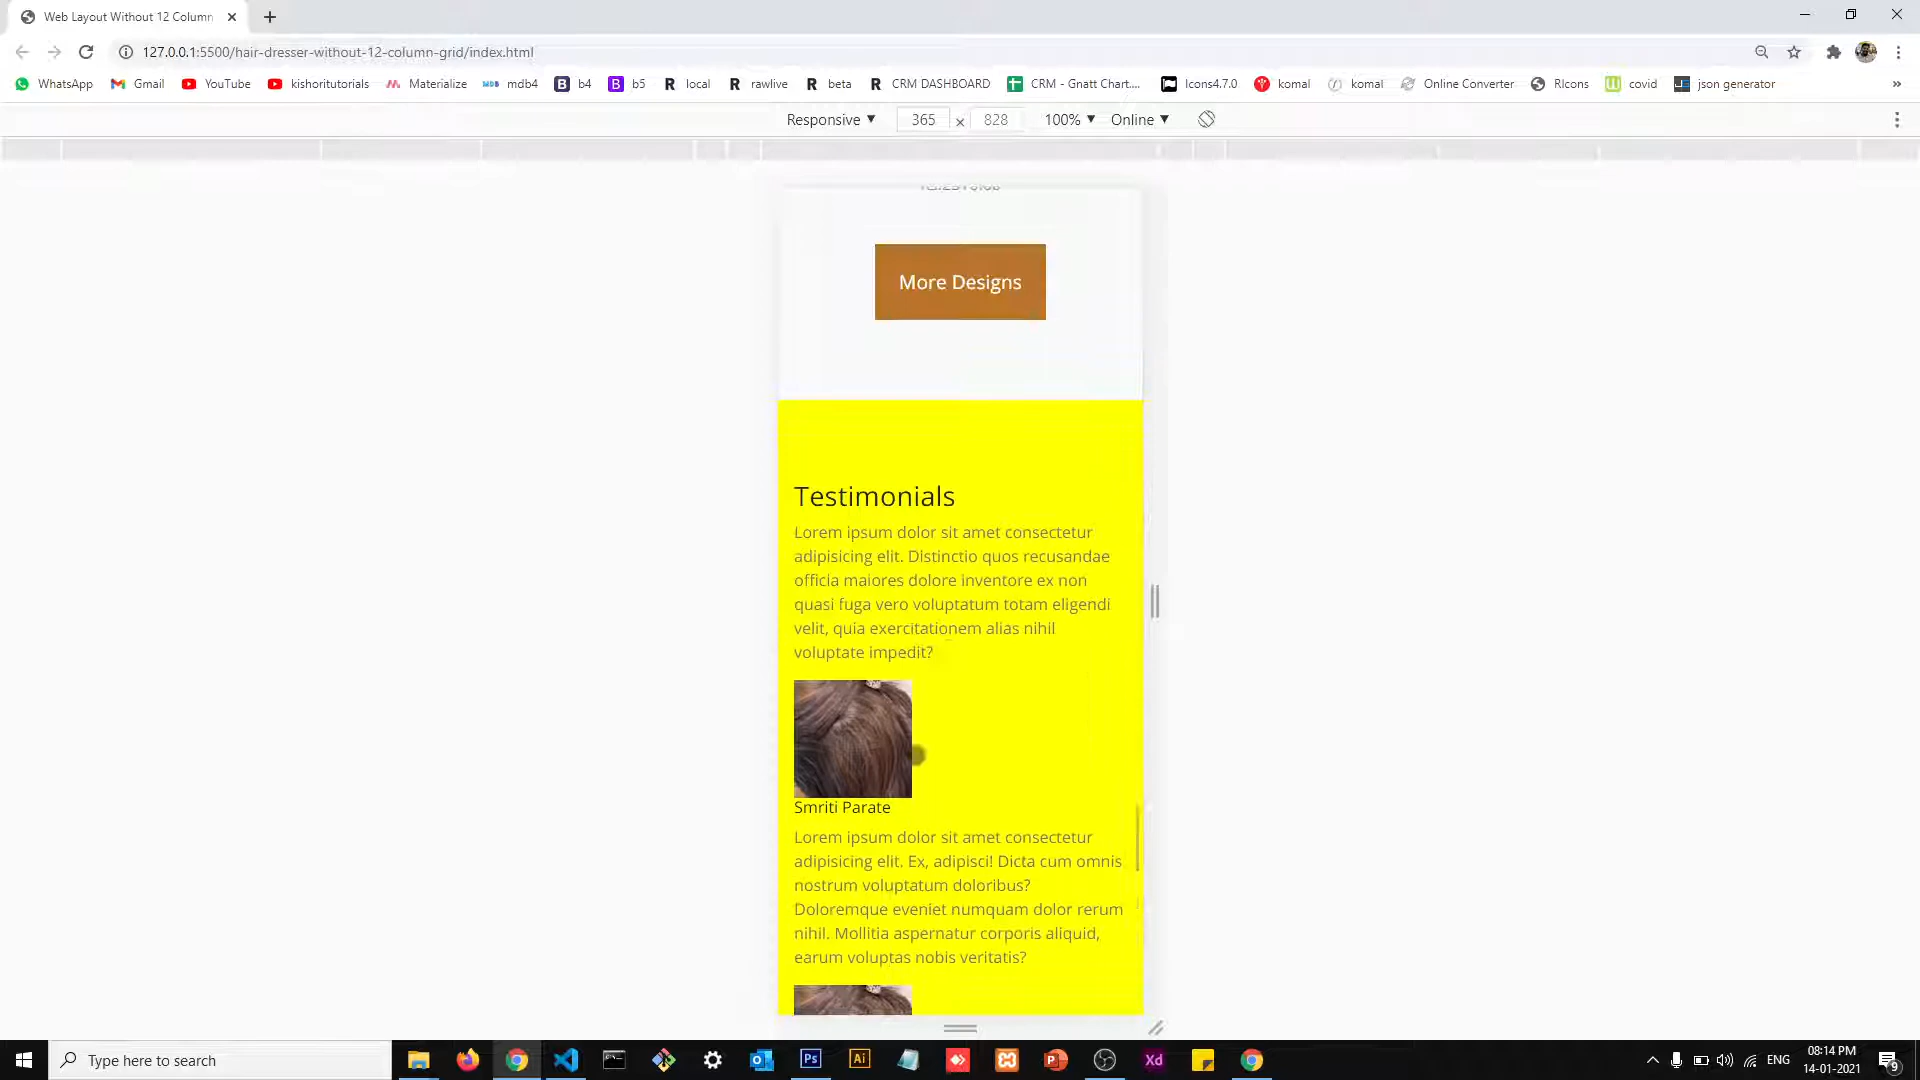 Web Layout Without 12 Column
127.0.0.1:5500/hair-dresser-without-12-column-grid/index.html
WhatsApp Gmail YouTube kishoritutorials Materialize mdb4 b4 b5 local rawlive beta CRM DASHBOARD CRM - Gnatt Chart.... Icons4.7.0 komal komal Online Converter RIcons covid json generator »
Responsive 365 x 828 100% Online
More Designs
Testimonials
Lorem ipsum dolor sit amet consectetur
adipisicing elit. Distinctio quos recusandae
officia maiores dolore inventore ex non
quasi fuga vero voluptatum totam eligendi
velit, quia exercitationem alias nihil
voluptate impedit?
Smriti Parate
Lorem ipsum dolor sit amet consectetur
adipisicing elit. Ex, adipisci! Dicta cum omnis
nostrum voluptatum doloribus?
Doloremque eveniet numquam dolor rerum
nihil. Mollitia aspernatur corporis aliquid,
earum voluptas nobis veritatis?
Type here to search
Ps Ai Xd
ENG
08:14 PM
14-01-2021
9